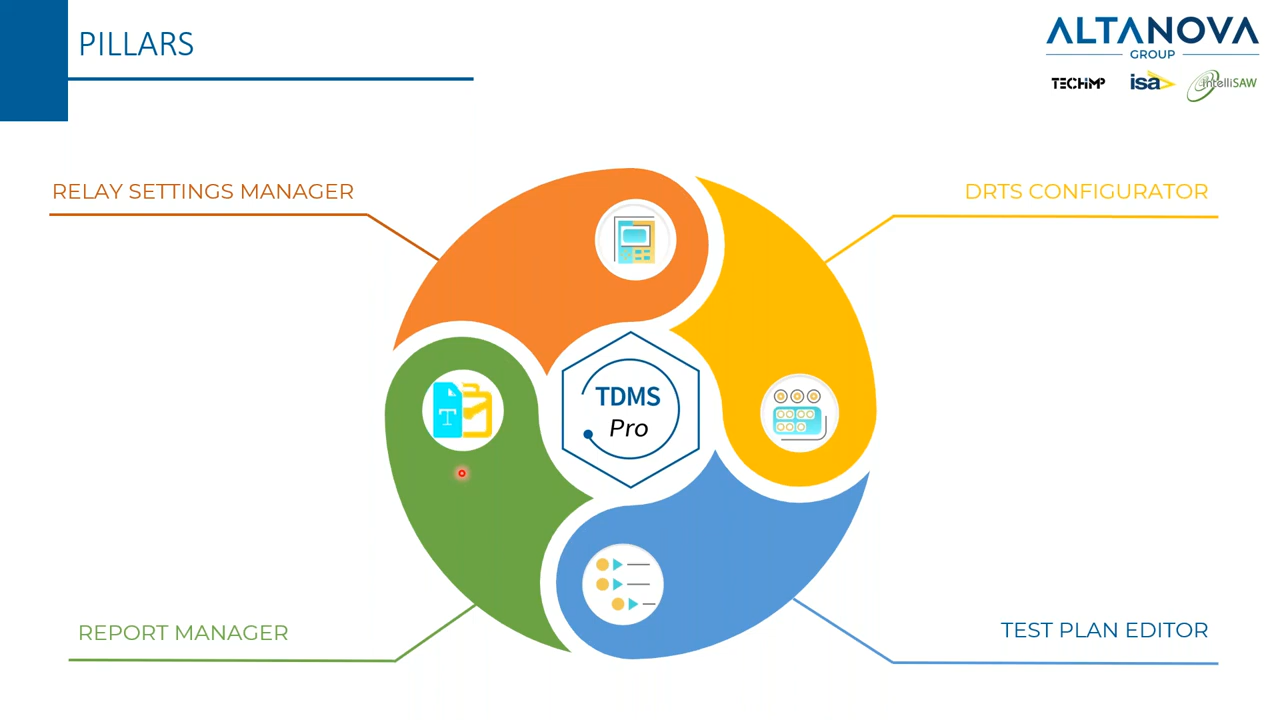 PILLARS
ALTANOVA
GROUP
TECHIMP
isa
intelliSAW
RELAY SETTINGS MANAGER
DRTS CONFIGURATOR
TDMS
Pro
T
REPORT MANAGER
TEST PLAN EDITOR